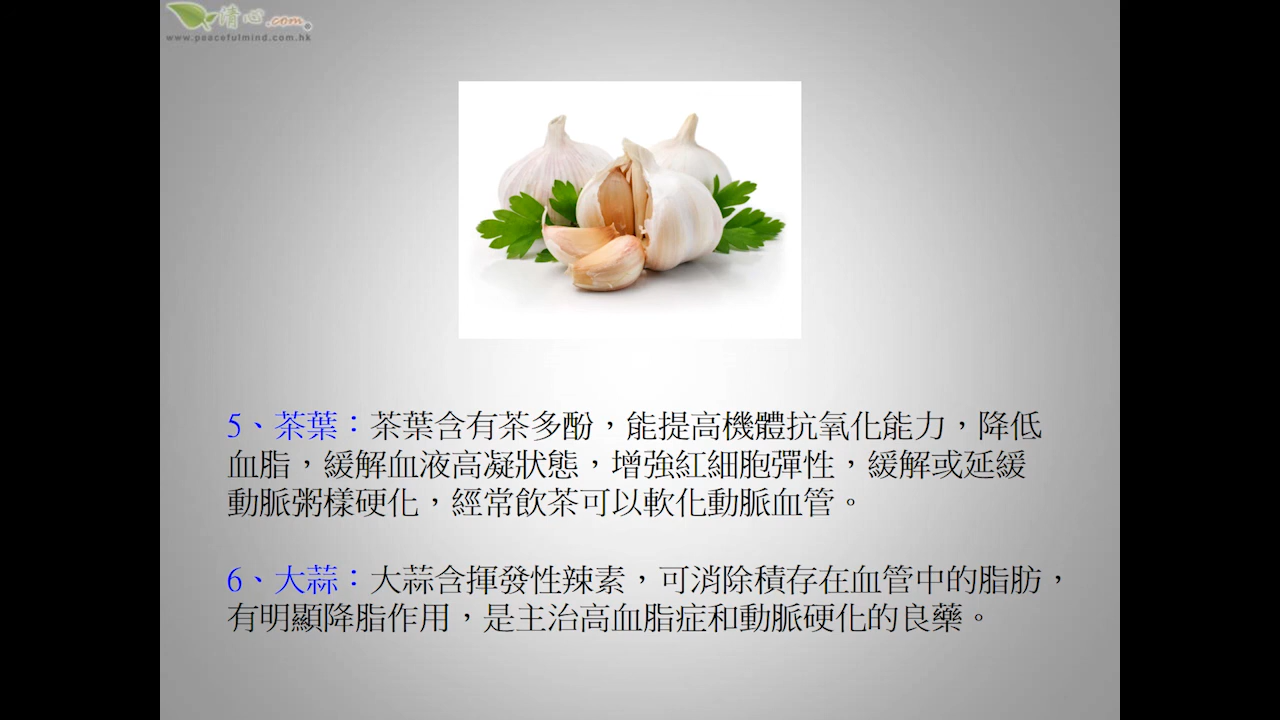 清心.com
www.peacefulmind.com.hk
5、茶葉：茶葉含有茶多酚，能提高機體抗氧化能力，降低
血脂，緩解血液高凝狀態，增強紅細胞彈性，緩解或延緩
動脈粥樣硬化，經常飲茶可以軟化動脈血管。
6、大蒜：大蒜含揮發性辣素，可消除積存在血管中的脂肪，
有明顯降脂作用，是主治高血脂症和動脈硬化的良藥。